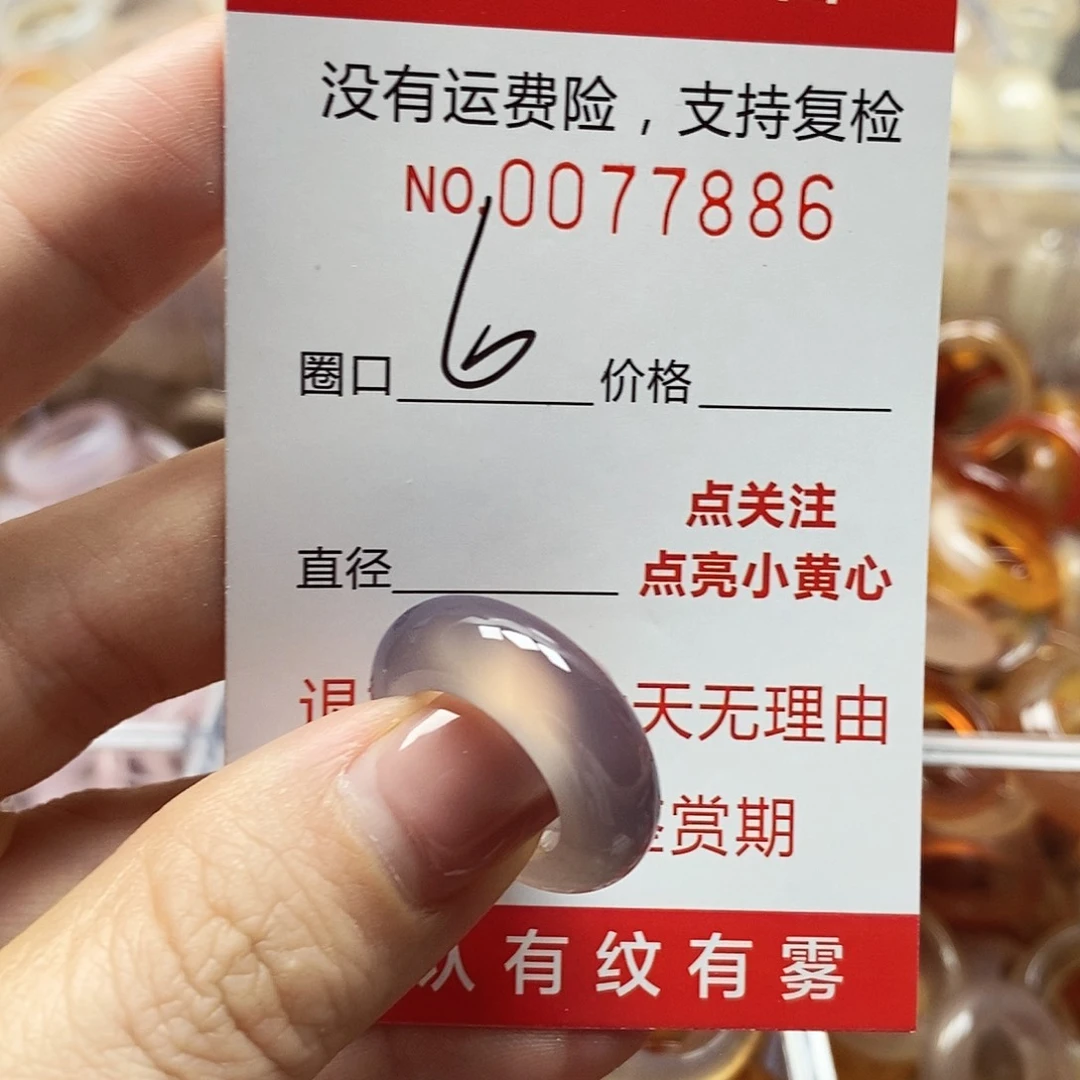 没有运费险，支持复检
NO.0077886
圈口 6 价格
点关注
直径 点亮小黄心
退 天无理由
赏期
有纹有雾